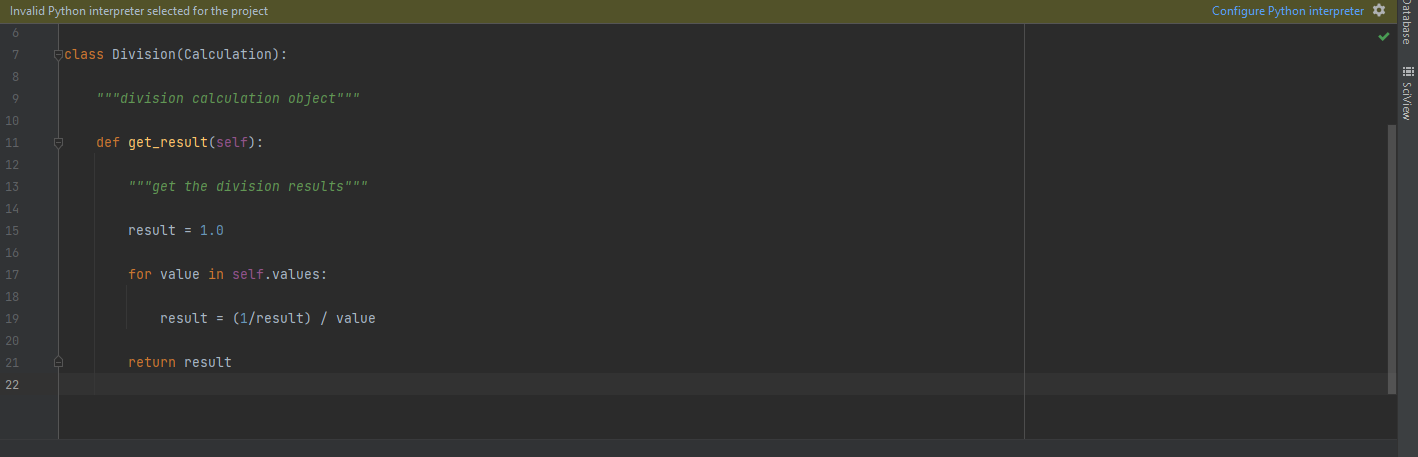 Invalid Python interpreter selected for the project
Configure Python interpreter
Database
SciView
6
7 class Division(Calculation):
8
9 """division calculation object"""
10
11 def get_result(self):
12
13 """get the division results"""
14
15 result = 1.0
16
17 for value in self.values:
18
19 result = (1/result) / value
20
21 return result
22